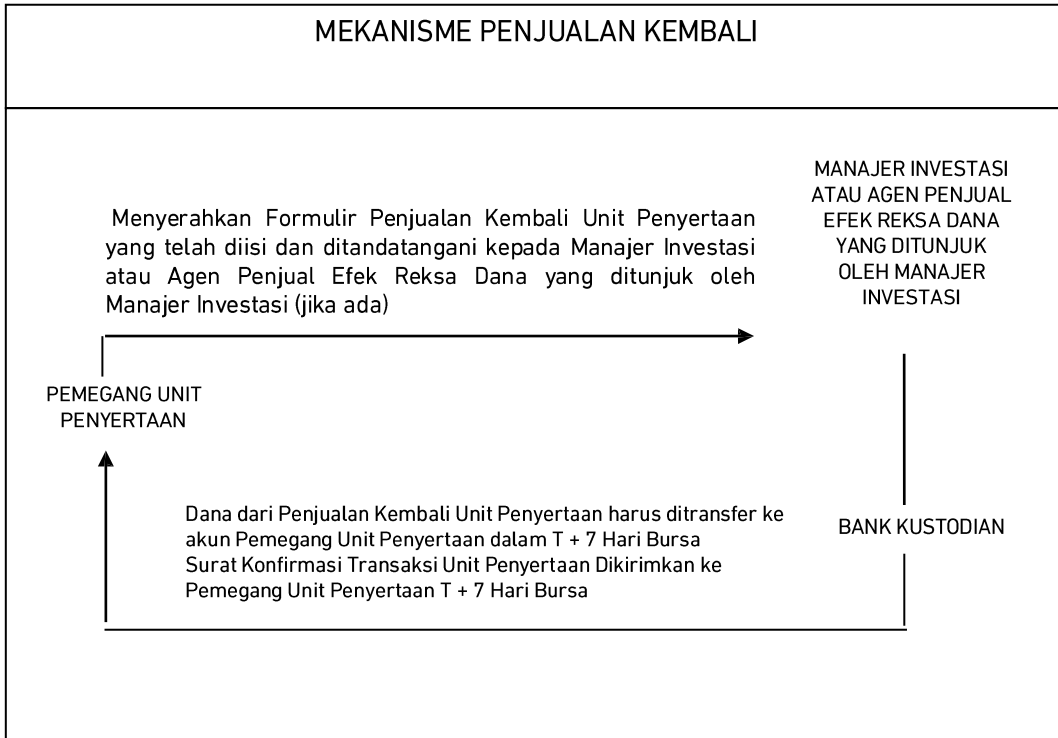 MEKANISME PENJUALAN KEMBALI
Menyerahkan Formulir Penjualan Kembali Unit Penyertaan
yang telah diisi dan ditandatangani kepada Manajer Investasi
atau Agen Penjual Efek Reksa Dana yang ditunjuk oleh
Manajer Investasi (jika ada)
MANAJER INVESTASI
ATAU AGEN PENJUAL
EFEK REKSA DANA
YANG DITUNJUK
OLEH MANAJER
INVESTASI
PEMEGANG UNIT
PENYERTAAN
Dana dari Penjualan Kembali Unit Penyertaan harus ditransfer ke
akun Pemegang Unit Penyertaan dalam T + 7 Hari Bursa
Surat Konfirmasi Transaksi Unit Penyertaan Dikirimkan ke
Pemegang Unit Penyertaan T + 7 Hari Bursa
BANK KUSTODIAN